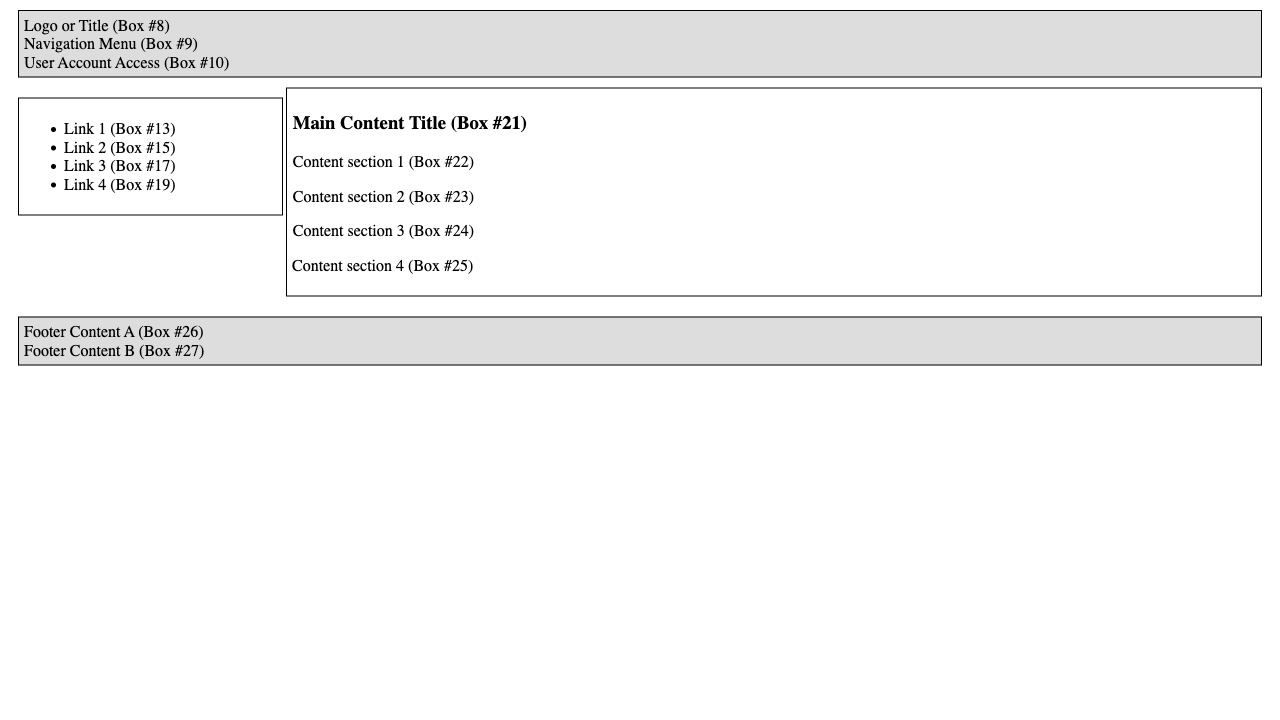 Logo or Title (Box #8)
Navigation Menu (Box #9)
User Account Access (Box #10)
Link 1 (Box #13)
Link 2 (Box #15)
Link 3 (Box #17)
Link 4 (Box #19)
Main Content Title (Box #21)
Content section 1 (Box #22)
Content section 2 (Box #23)
Content section 3 (Box #24)
Content section 4 (Box #25)
Footer Content A (Box #26)
Footer Content B (Box #27)